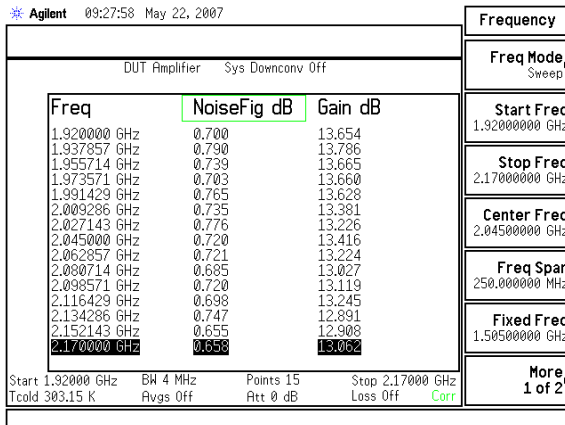 Agilent 09:27:58 May 22, 2007
DUT Amplifier Sys Downconv Off
Freq NoiseFig dB Gain dB
1.920000 GHz 0.700 13.654
1.937857 GHz 0.790 13.786
1.955714 GHz 0.739 13.665
1.973571 GHz 0.703 13.660
1.991429 GHz 0.765 13.628
2.009286 GHz 0.735 13.381
2.027143 GHz 0.776 13.226
2.045000 GHz 0.720 13.416
2.062857 GHz 0.721 13.224
2.080714 GHz 0.685 13.027
2.098571 GHz 0.720 13.119
2.116429 GHz 0.698 13.245
2.134286 GHz 0.747 12.891
2.152143 GHz 0.655 12.908
2.170000 GHz 0.658 13.062
Start 1.92000 GHz BW 4 MHz Points 15 Stop 2.17000 GHz
Tcold 303.15 K Avgs Off Att 0 dB Loss Off Corr
Frequency
Freq Mode
Sweep
Start Freq
1.92000000 GHz
Stop Freq
2.17000000 GHz
Center Freq
2.04500000 GHz
Freq Span
250.000000 MHz
Fixed Freq
1.50500000 GHz
More
1 of 2